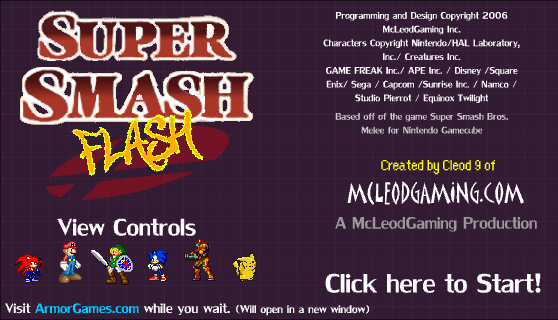 SUPER
SMASH
FLASH
Programming and Design Copyright 2006
McLeodGaming Inc.
Characters Copyright Nintendo/HAL Laboratory,
Inc./ Creatures Inc.
GAME FREAK Inc./ APE Inc. / Disney /Square
Enix/ Sega / Capcom /Sunrise Inc. / Namco /
Studio Pierrot / Equinox Twilight
Based off of the game Super Smash Bros.
Melee for Nintendo Gamecube
Created by Cleod 9 of
MCLEODGAMING.COM
A McLeodGaming Production
View Controls
Click here to Start!
Visit ArmorGames.com while you wait. (Will open in a new window)